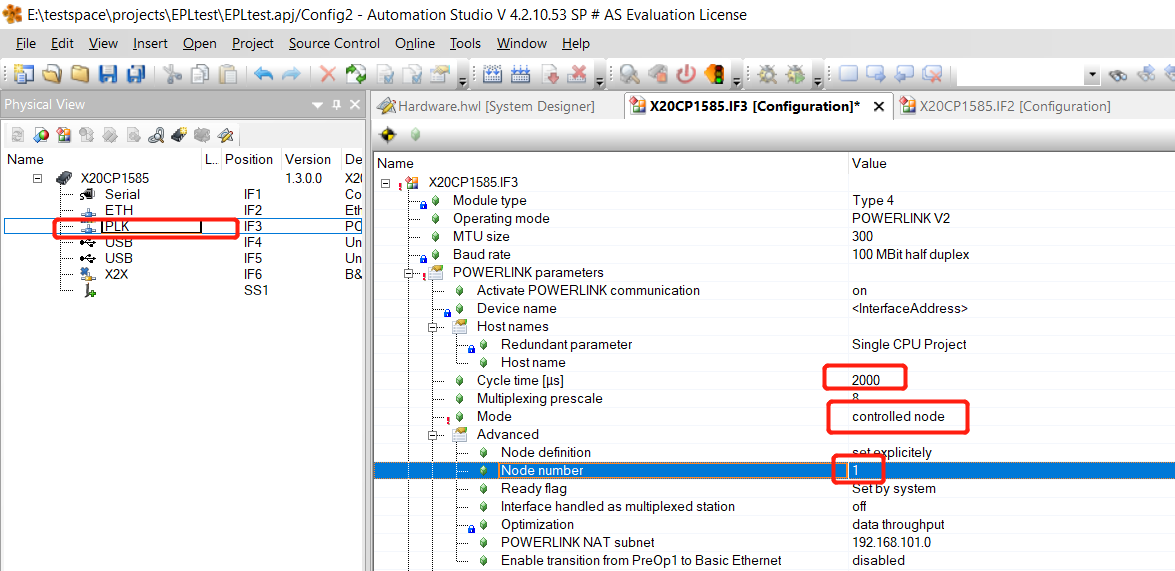 E:\testspace\projects\EPLtest\EPLtest.apj/Config2 - Automation Studio V 4.2.10.53 SP # AS Evaluation License
File Edit View Insert Open Project Source Control Online Tools Window Help
Physical View
Hardware.hwl [System Designer] X20CP1585.IF3 [Configuration]* X20CP1585.IF2 [Configuration]
Name L.. Position Version De
X20CP1585 1.3.0.0 X20
Serial IF1 Co
ETH IF2 Eth
PLK IF3 PO
USB IF4 Un
USB IF5 Un
X2X IF6 B&
SS1
Name Value
X20CP1585.IF3
Module type Type 4
Operating mode POWERLINK V2
MTU size 300
Baud rate 100 MBit half duplex
POWERLINK parameters
Activate POWERLINK communication on
Device name <InterfaceAddress>
Host names
Redundant parameter Single CPU Project
Host name
Cycle time [µs] 2000
Multiplexing prescale 8
Mode controlled node
Advanced
Node definition set explicitely
Node number 1
Ready flag Set by system
Interface handled as multiplexed station off
Optimization data throughput
POWERLINK NAT subnet 192.168.101.0
Enable transition from PreOp1 to Basic Ethernet disabled